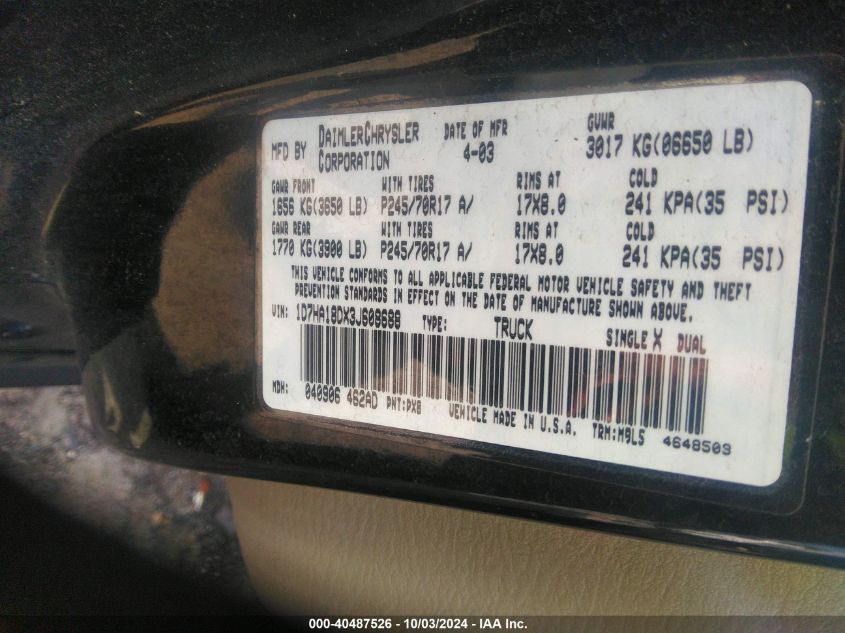 MFD BY DAIMLERCHRYSLER CORPORATION DATE OF MFR 4-03 GVWR 3017 KG(06650 LB)
GAWR FRONT WITH TIRES RIMS AT COLD
1656 KG(3650 LB) P245/70R17 A/ 17X8.0 241 KPA(35 PSI)
GAWR REAR WITH TIRES RIMS AT COLD
1770 KG(3900 LB) P245/70R17 A/ 17X8.0 241 KPA(35 PSI)
THIS VEHICLE CONFORMS TO ALL APPLICABLE FEDERAL MOTOR VEHICLE SAFETY AND THEFT
PREVENTION STANDARDS IN EFFECT ON THE DATE OF MANUFACTURE SHOWN ABOVE.
VIN: 1D7HA18DX3J608688 TYPE: TRUCK SINGLE X DUAL
MDH: 040906 462AD PNT:PX8 VEHICLE MADE IN U.S.A. TRM:M9L5 4648503
000-40487526 - 10/03/2024 - IAA Inc.